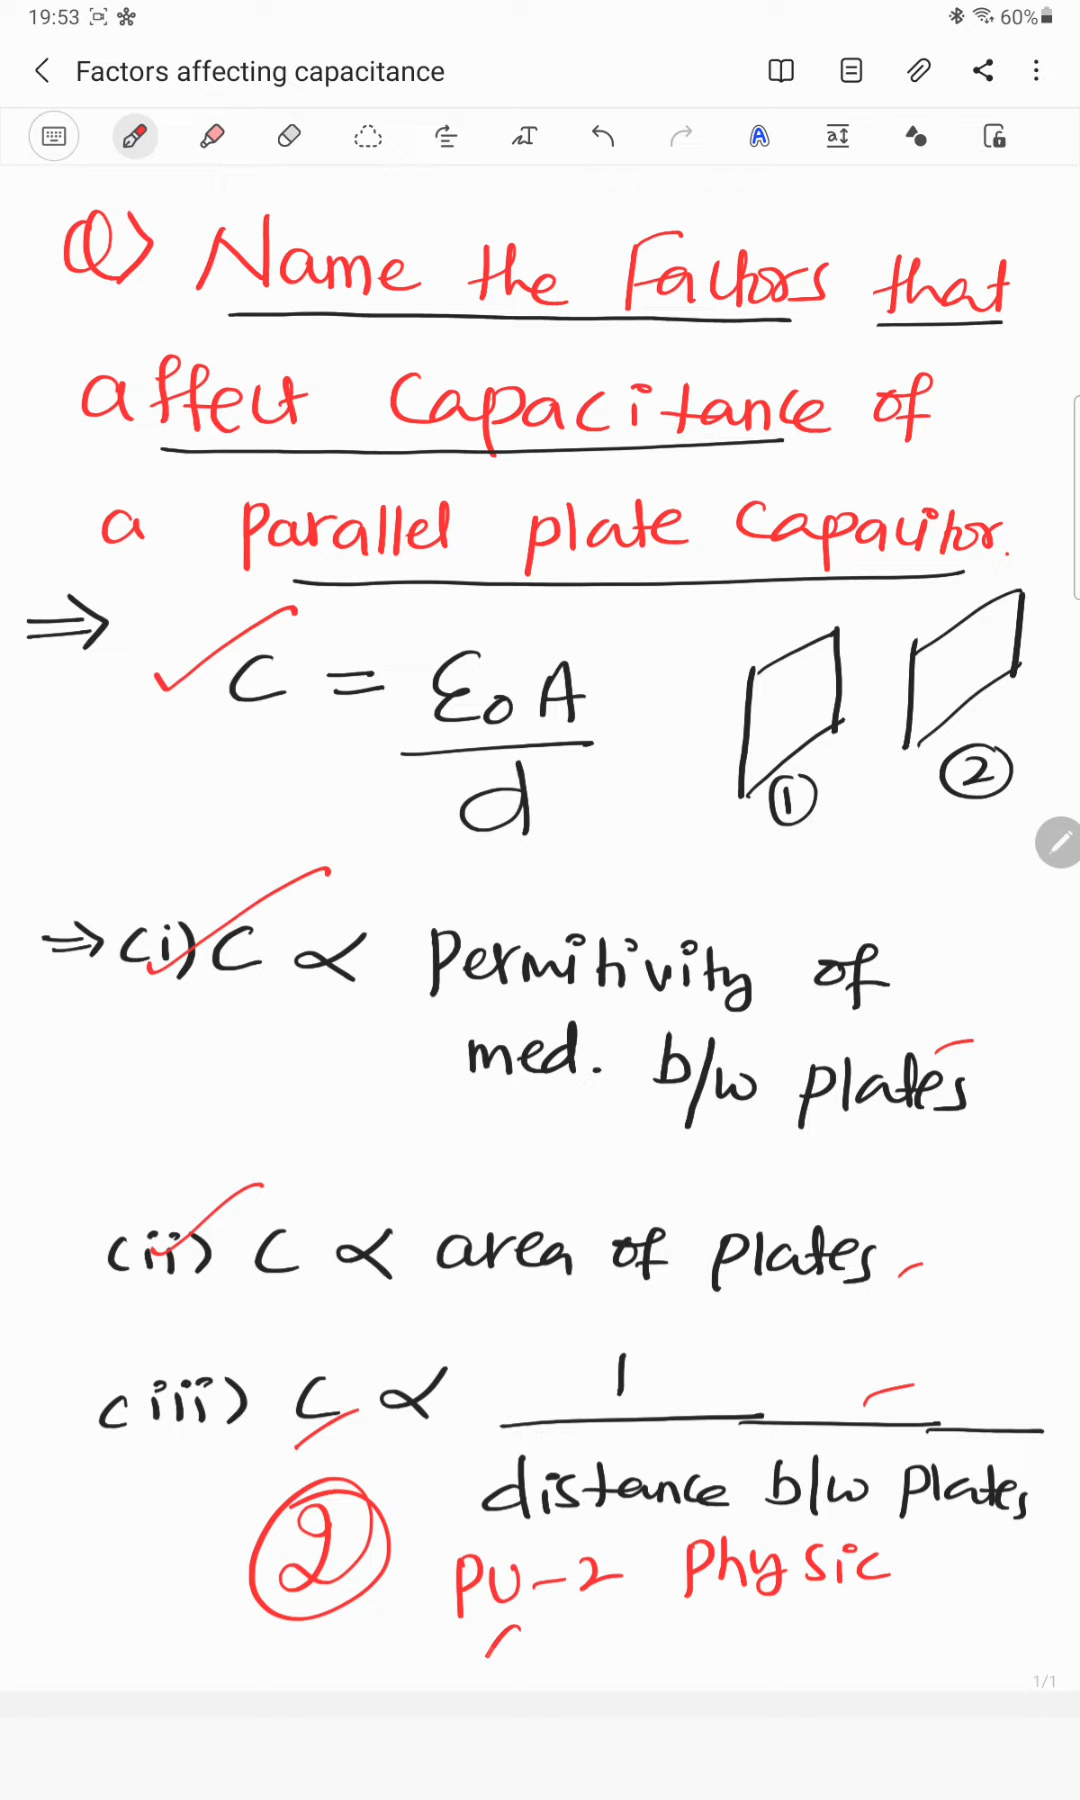 19:53
60%
Factors affecting capacitance
Q> Name the Factors that
affect Capacitance of
a parallel plate Capacitor.
⇒ C = ε₀A
d
① ②
⇒ (i) C ∝ Permitivity of
med. b/w plates
(ii) C ∝ area of plates.
(iii) C ∝ 1
distance b/w Plates
2 PU-2 Physic
1/1